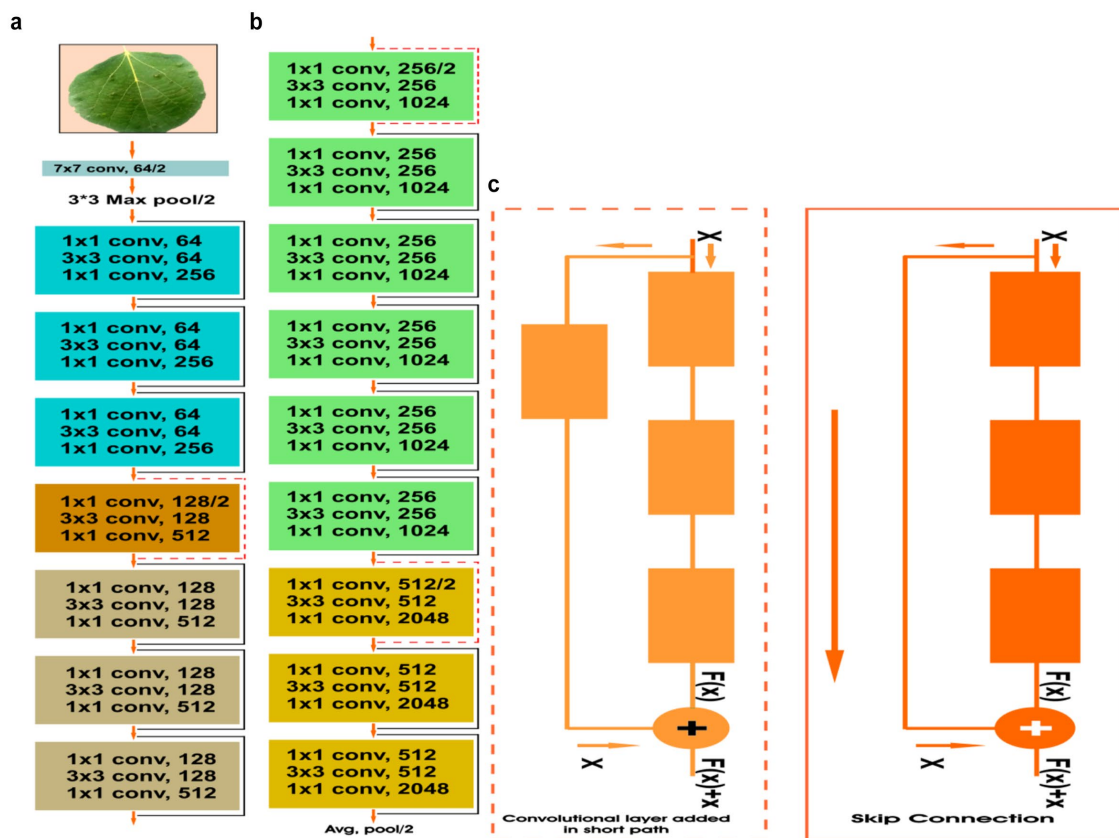 a
7x7 conv, 64/2
3*3 Max pool/2
1x1 conv, 64
3x3 conv, 64
1x1 conv, 256
1x1 conv, 64
3x3 conv, 64
1x1 conv, 256
1x1 conv, 64
3x3 conv, 64
1x1 conv, 256
1x1 conv, 128/2
3x3 conv, 128
1x1 conv, 512
1x1 conv, 128
3x3 conv, 128
1x1 conv, 512
1x1 conv, 128
3x3 conv, 128
1x1 conv, 512
1x1 conv, 128
3x3 conv, 128
1x1 conv, 512
b
1x1 conv, 256/2
3x3 conv, 256
1x1 conv, 1024
1x1 conv, 256
3x3 conv, 256
1x1 conv, 1024
1x1 conv, 256
3x3 conv, 256
1x1 conv, 1024
1x1 conv, 256
3x3 conv, 256
1x1 conv, 1024
1x1 conv, 256
3x3 conv, 256
1x1 conv, 1024
1x1 conv, 256
3x3 conv, 256
1x1 conv, 1024
1x1 conv, 512/2
3x3 conv, 512
1x1 conv, 2048
1x1 conv, 512
3x3 conv, 512
1x1 conv, 2048
1x1 conv, 512
3x3 conv, 512
1x1 conv, 2048
Avg, pool/2
c
X
F(x)
+
X
F(x)+x
Convolutional layer added
in short path
X
F(x)
+
X
F(x)+x
Skip Connection